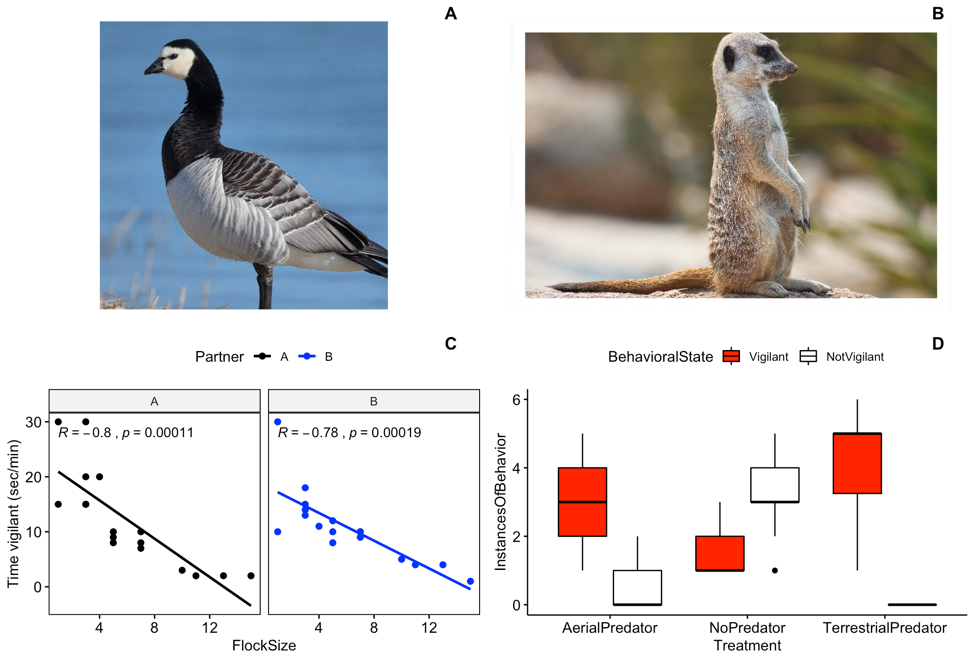 A
B
Partner A B
C
A
B
R = −0.8 , p = 0.00011
R = −0.78 , p = 0.00019
Time vigilant (sec/min)
30
20
10
0
4 8 12
4 8 12
FlockSize
BehavioralState Vigilant NotVigilant
D
InstancesOfBehavior
6
4
2
0
AerialPredator NoPredator TerrestrialPredator
Treatment